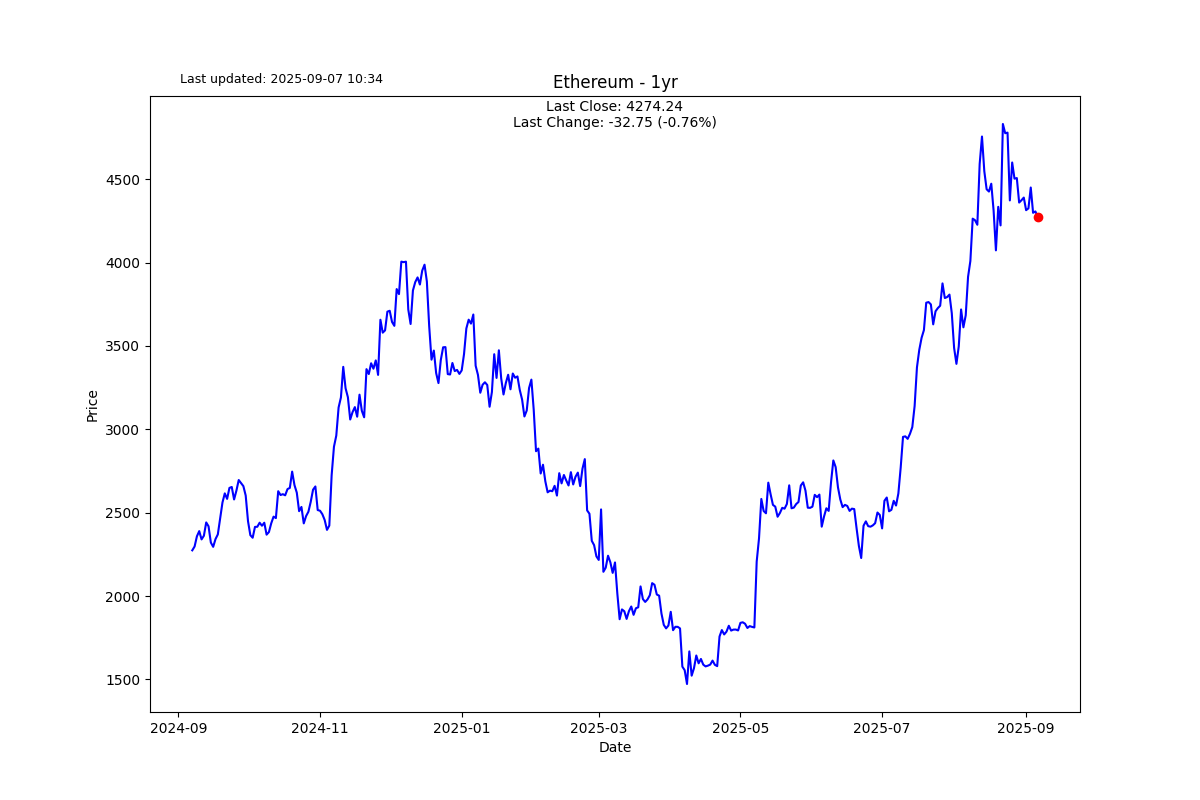 Last updated: 2025-09-07 10:34
Ethereum - 1yr
Last Close: 4274.24
Last Change: -32.75 (-0.76%)
4500
4000
3500
3000
2500
2000
1500
Price
2024-09
2024-11
2025-01
2025-03
2025-05
2025-07
2025-09
Date